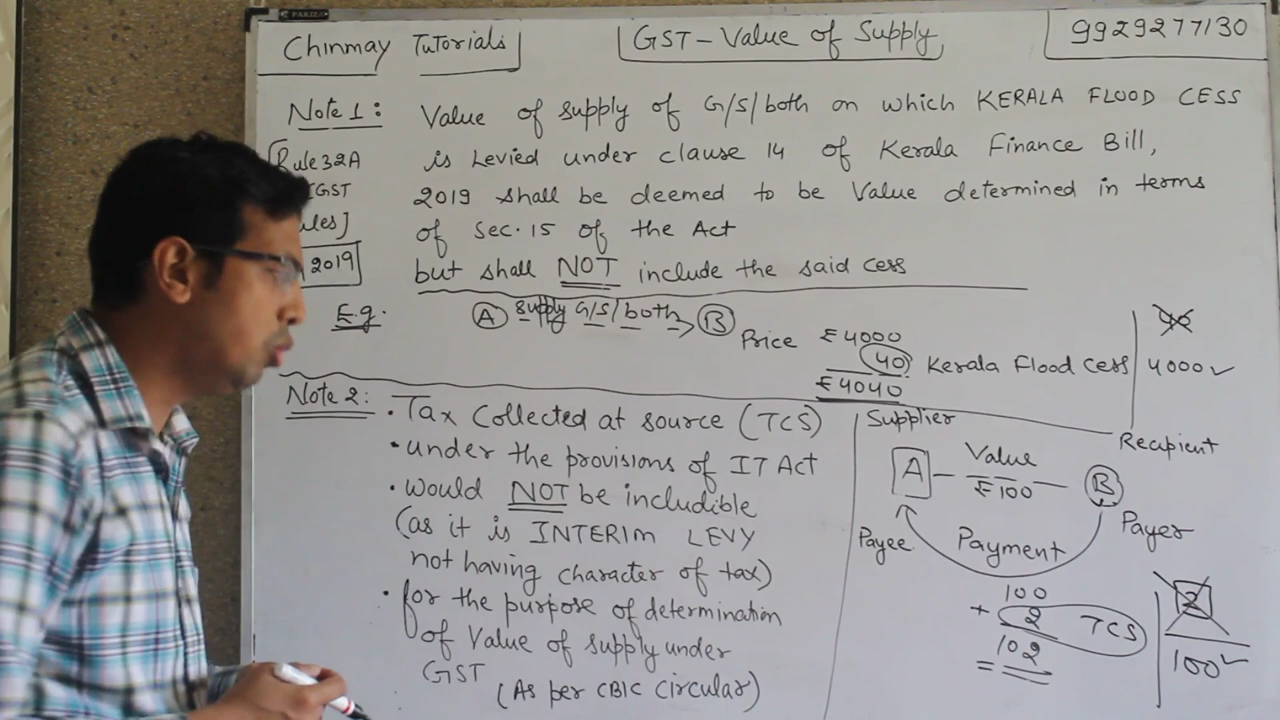 PARIZA
Chinmay Tutorials
GST - Value of Supply
9929277130
Note 1: Value of supply of G/S/both on which KERALA FLOOD CESS
[Rule 32A is Levied under clause 14 of Kerala Finance Bill,
GST 2019 shall be deemed to be Value determined in terms
of Sec. 15 of the Act
2019 but shall NOT include the said cess
E.g. A supply G/S/both → B
Price ₹4000
40 Kerala Flood Cess
₹4040
40
4000 ✓
Note 2: • Tax Collected at source (TCS)
• under the provisions of IT Act
• would NOT be includible
(as it is INTERIM LEVY
not having character of tax)
• for the purpose of determination
of Value of supply under
GST (As per CBIC Circular)
Supplier
Recipient
A - Value - B
₹100
Payee Payment Payer
100
+ 2 TCS
= 102
2
100 ✓